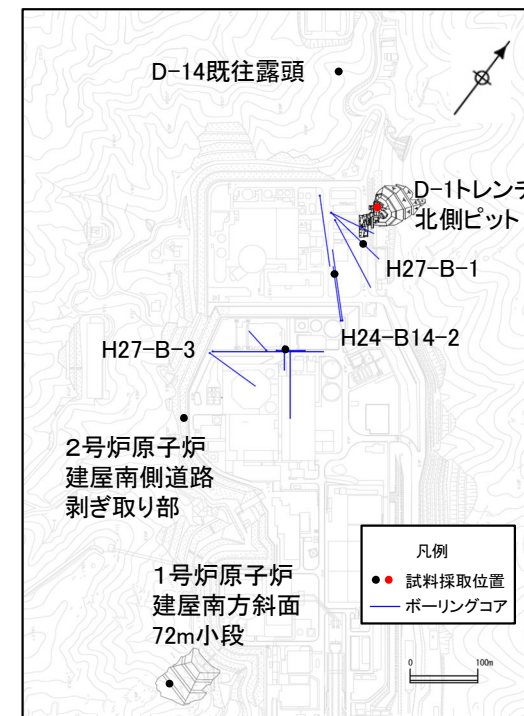 D-14既往露頭
D-1トレンチ
北側ピット
H27-B-1
H24-B14-2
H27-B-3
2号炉原子炉
建屋南側道路
剥ぎ取り部
1号炉原子炉
建屋南方斜面
72m小段
凡例
試料採取位置
ボーリングコア
0 100m